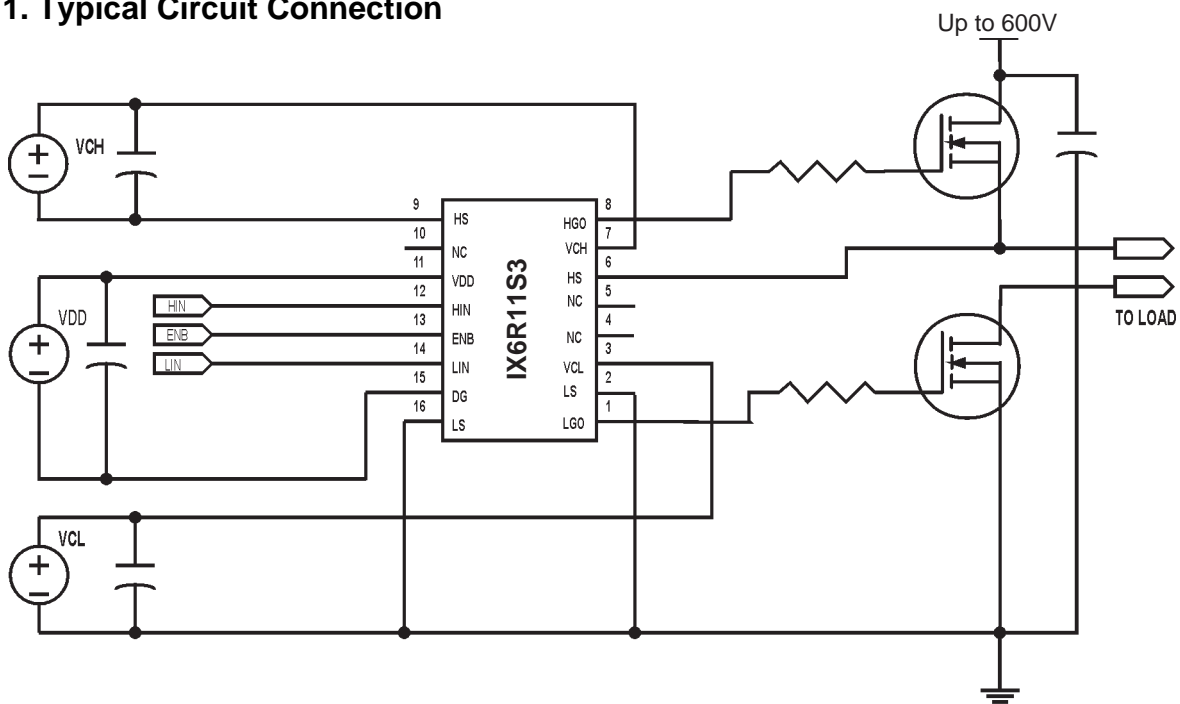 1. Typical Circuit Connection
Up to 600V
VCH
+
−
9
HS
10
NC
11
VDD
12
HIN
13
ENB
14
LIN
15
DG
16
LS
IX6R11S3
8
HGO
7
VCH
6
HS
5
NC
4
NC
3
VCL
2
LS
1
LGO
VDD
+
−
HIN
ENB
LIN
VCL
+
−
TO LOAD